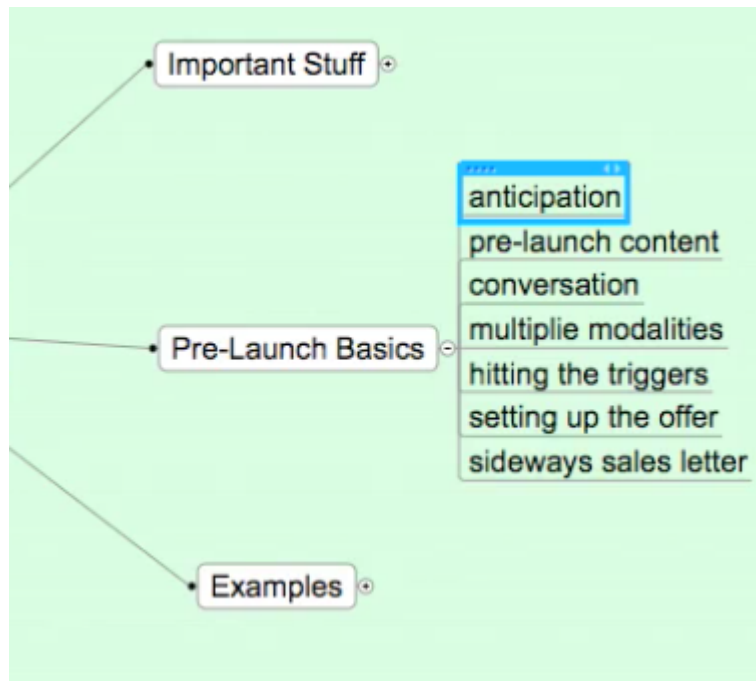 Important Stuff
anticipation
pre-launch content
conversation
multiplie modalities
Pre-Launch Basics
hitting the triggers
setting up the offer
sideways sales letter
Examples